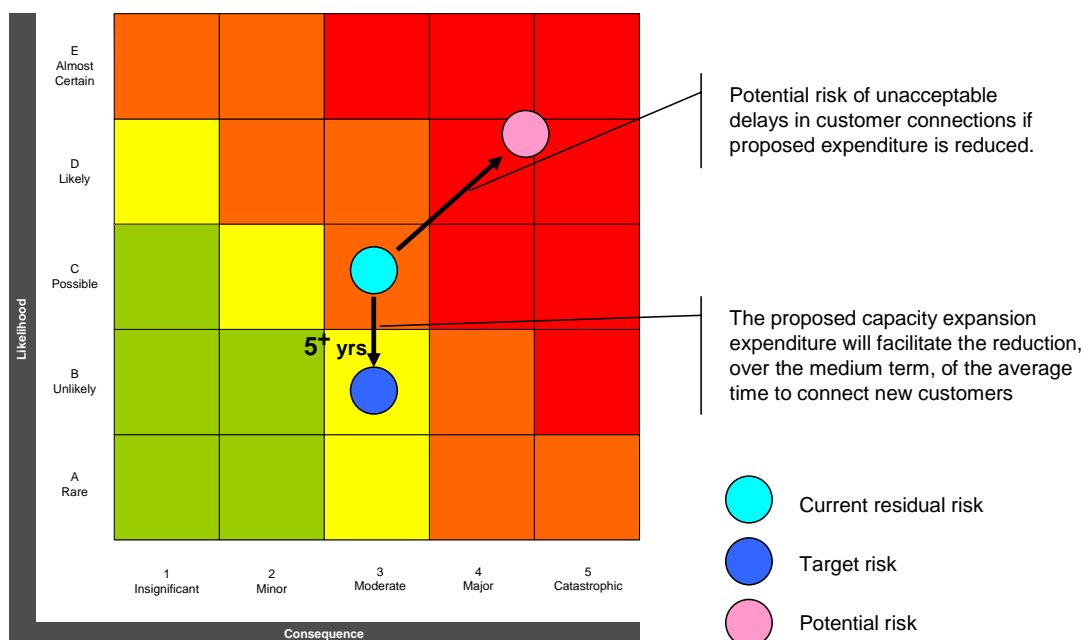 E
Almost
Certain
D
Likely
C
Possible
B
Unlikely
A
Rare
Likelihood
5+ yrs
1
Insignificant
2
Minor
3
Moderate
4
Major
5
Catastrophic
Consequence
Potential risk of unacceptable
delays in customer connections if
proposed expenditure is reduced.
The proposed capacity expansion
expenditure will facilitate the reduction,
over the medium term, of the average
time to connect new customers
Current residual risk
Target risk
Potential risk